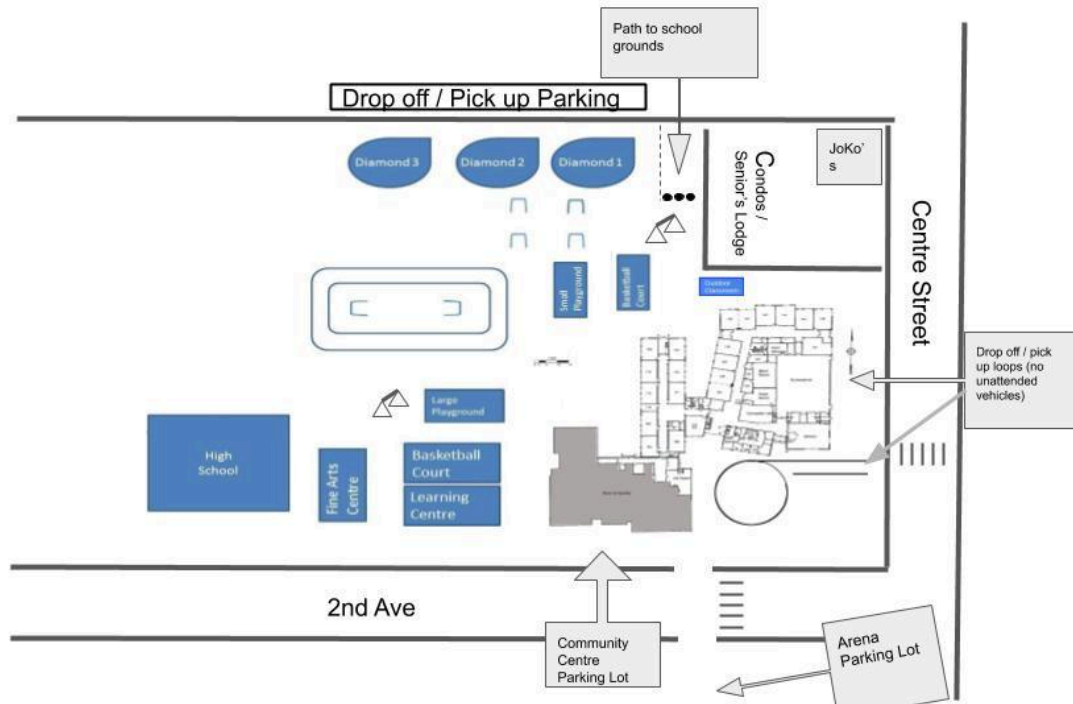 Path to school
grounds
Drop off / Pick up Parking
Diamond 3
Diamond 2
Diamond 1
Condos /
Senior's Lodge
JoKo'
s
Centre Street
Small
Playground
Basketball
Court
Outdoor
Classroom
Drop off / pick
up loops (no
unattended
vehicles)
Large
Playground
High
School
Fine Arts
Centre
Basketball
Court
Learning
Centre
2nd Ave
Community
Centre
Parking Lot
Arena
Parking Lot